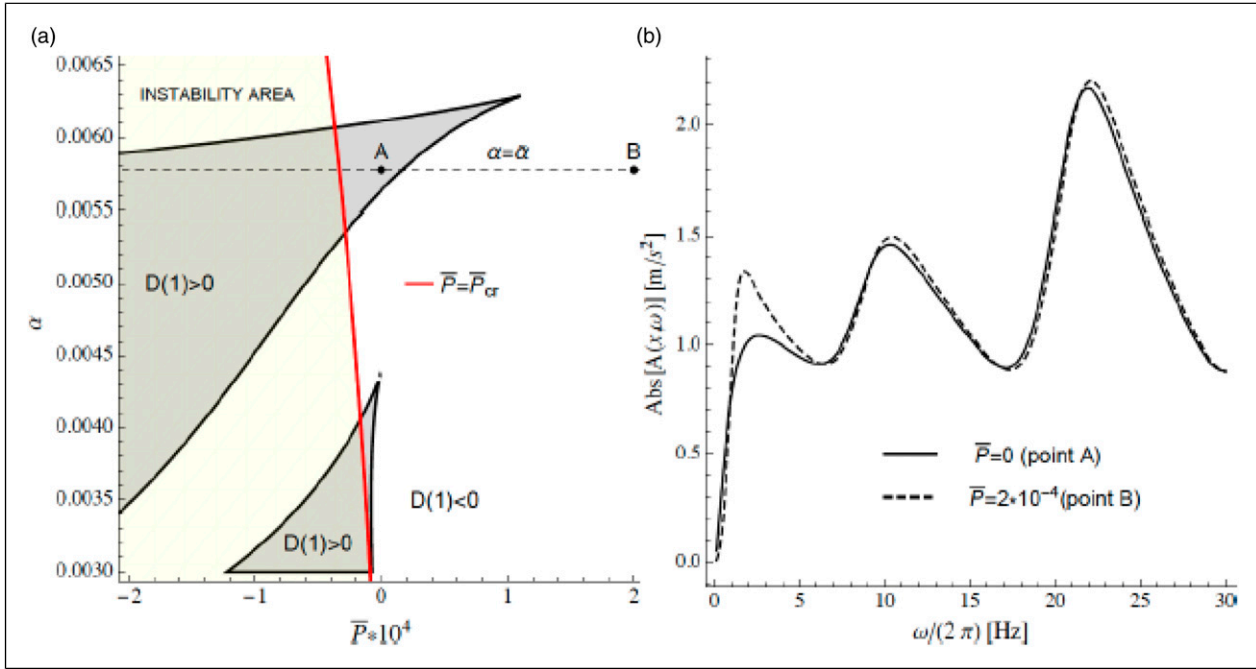 (a)
(b)
0.0065
INSTABILITY AREA
0.0060
A
α=ᾱ
B
0.0055
D(1)>0
0.0050
P̅=P̅cr
α
0.0045
0.0040
0.0035
D(1)<0
D(1)>0
0.0030
−2
−1
0
1
2
P̅*10⁴
2.0
1.5
Abs[A(x,ω)] [m/s²]
1.0
0.5
P̅=0 (point A)
P̅=2*10⁻⁴(point B)
0.0
0
5
10
15
20
25
30
ω/(2 π) [Hz]